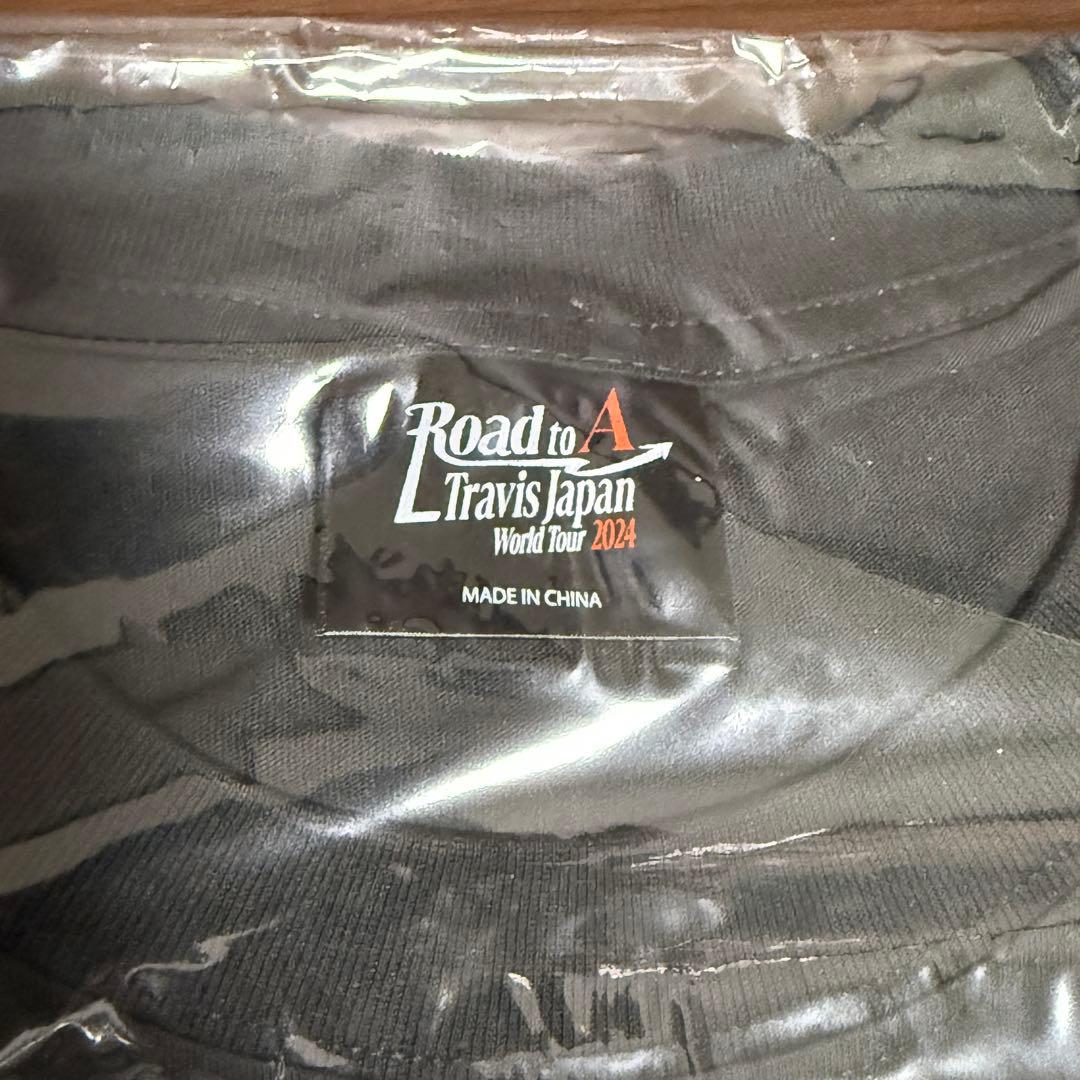 Road to A
Travis Japan
World Tour 2024
MADE IN CHINA